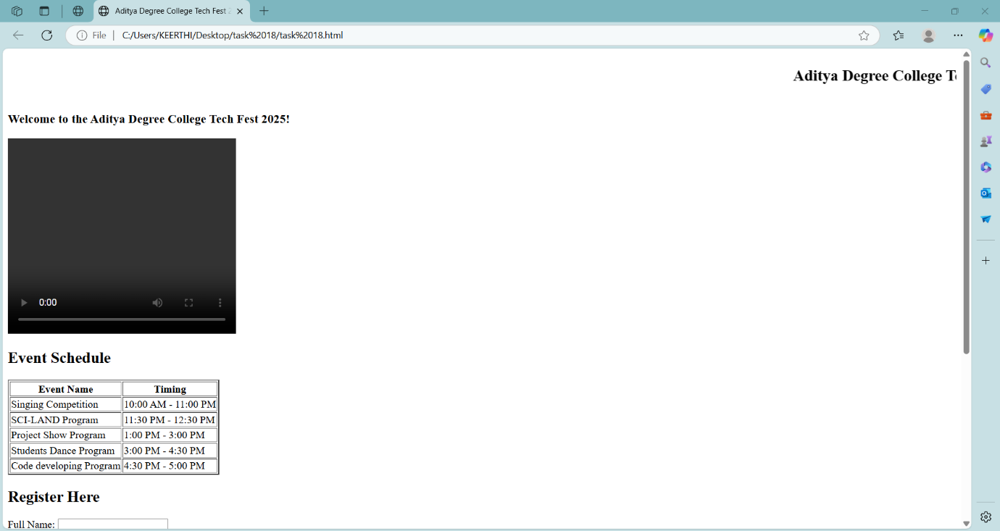 Aditya Degree College Tech Fest 2
File
C:/Users/KEERTHI/Desktop/task%2018/task%2018.html
Aditya Degree College T
Welcome to the Aditya Degree College Tech Fest 2025!
0:00
Event Schedule
Event Name Timing
Singing Competition 10:00 AM - 11:00 PM
SCI-LAND Program 11:30 PM - 12:30 PM
Project Show Program 1:00 PM - 3:00 PM
Students Dance Program 3:00 PM - 4:30 PM
Code developing Program 4:30 PM - 5:00 PM
Register Here
Full Name: